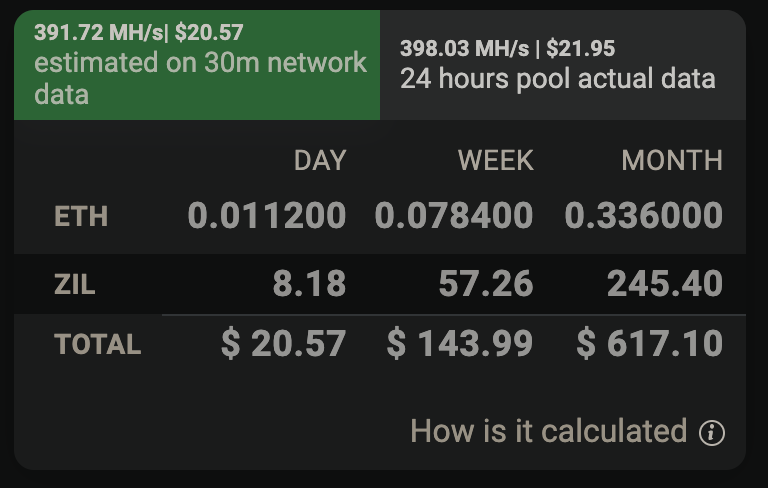 391.72 MH/s| $20.57
estimated on 30m network
data
398.03 MH/s | $21.95
24 hours pool actual data
DAY WEEK MONTH
ETH 0.011200 0.078400 0.336000
ZIL 8.18 57.26 245.40
TOTAL $ 20.57 $ 143.99 $ 617.10
How is it calculated